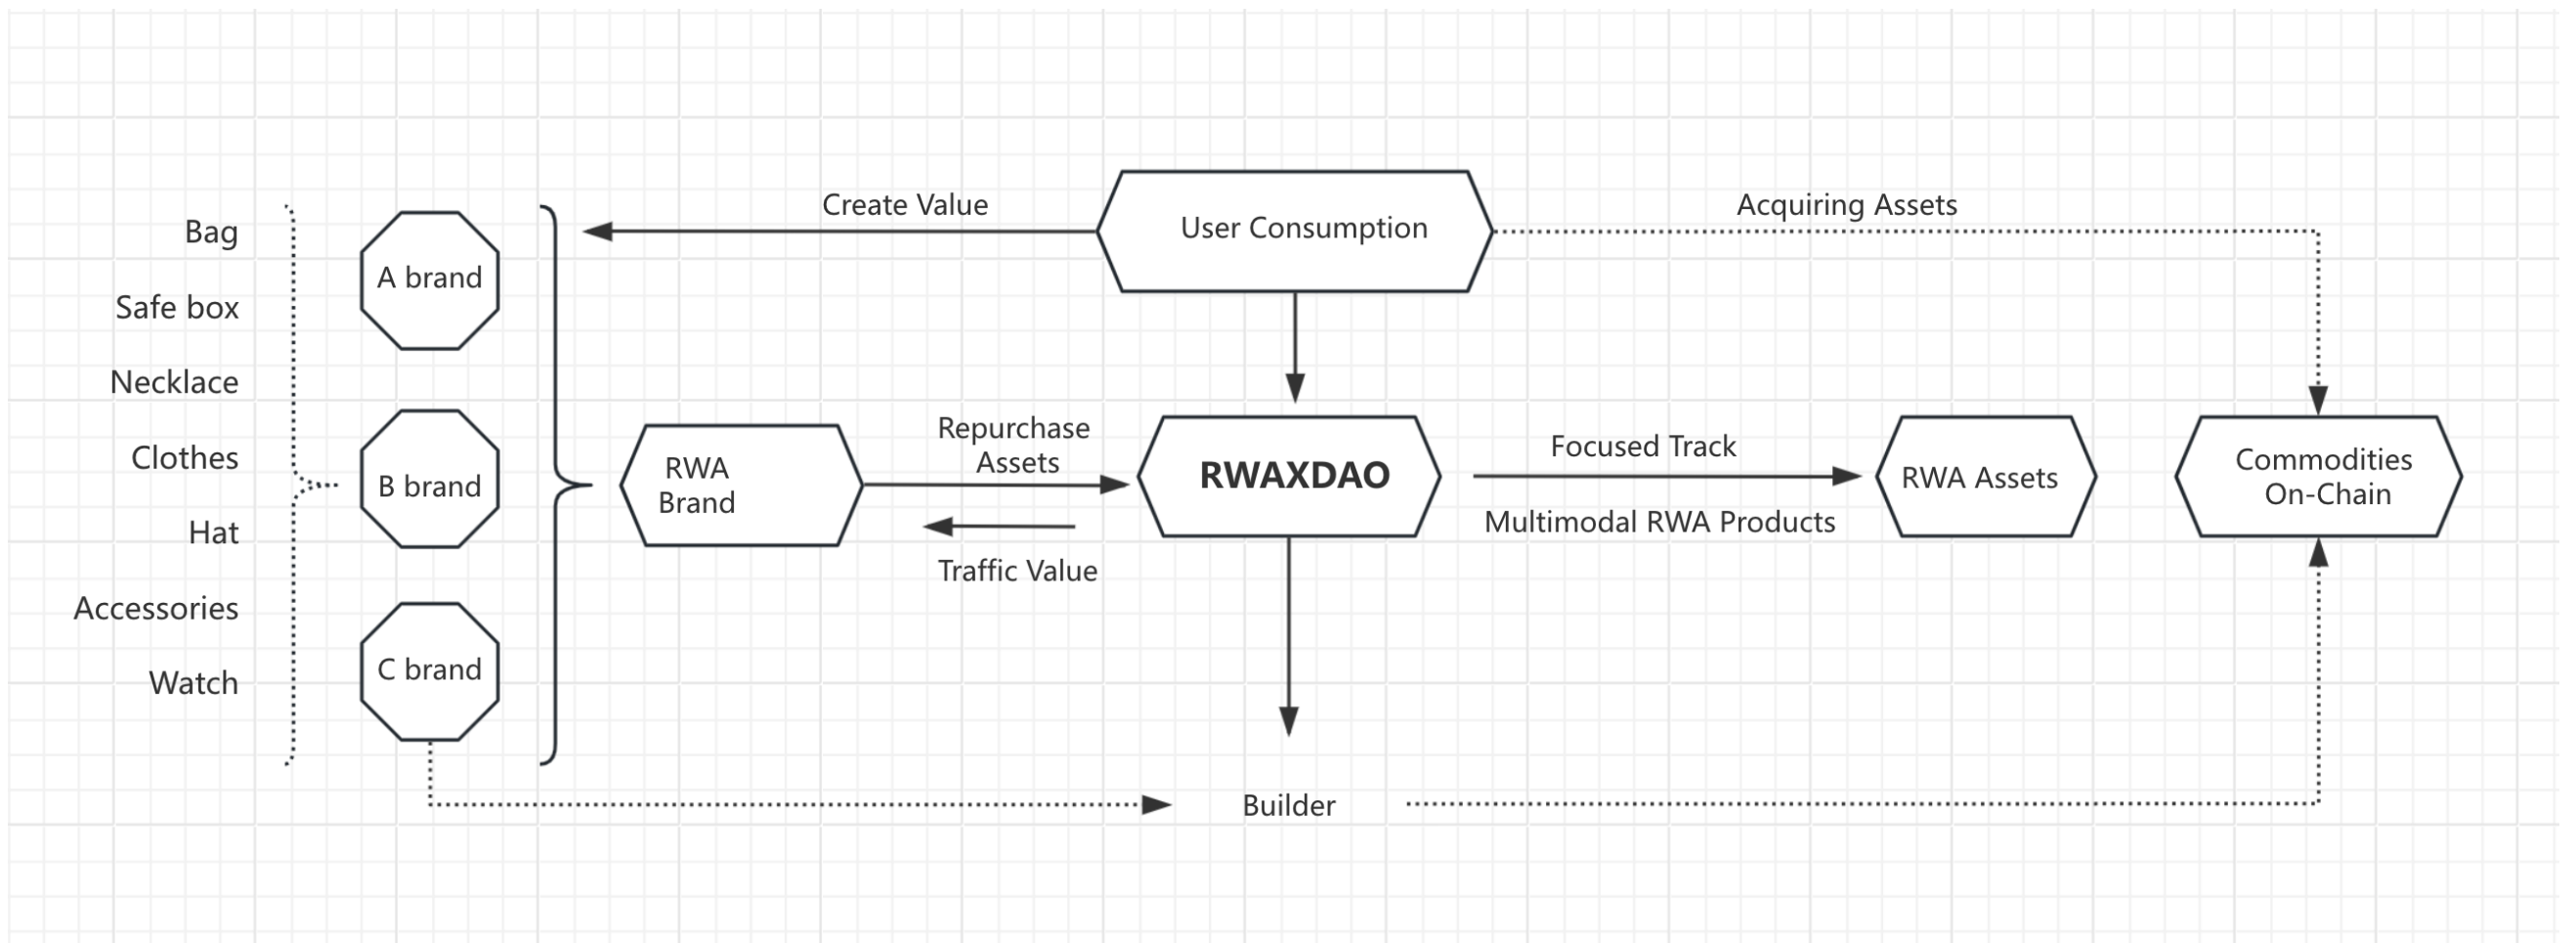 Create Value
User Consumption
Acquiring Assets
Bag
Safe box
Necklace
Clothes
Hat
Accessories
Watch
A brand
B brand
C brand
RWA
Brand
Repurchase
Assets
Traffic Value
RWAXDAO
Focused Track
Multimodal RWA Products
RWA Assets
Commodities
On-Chain
Builder